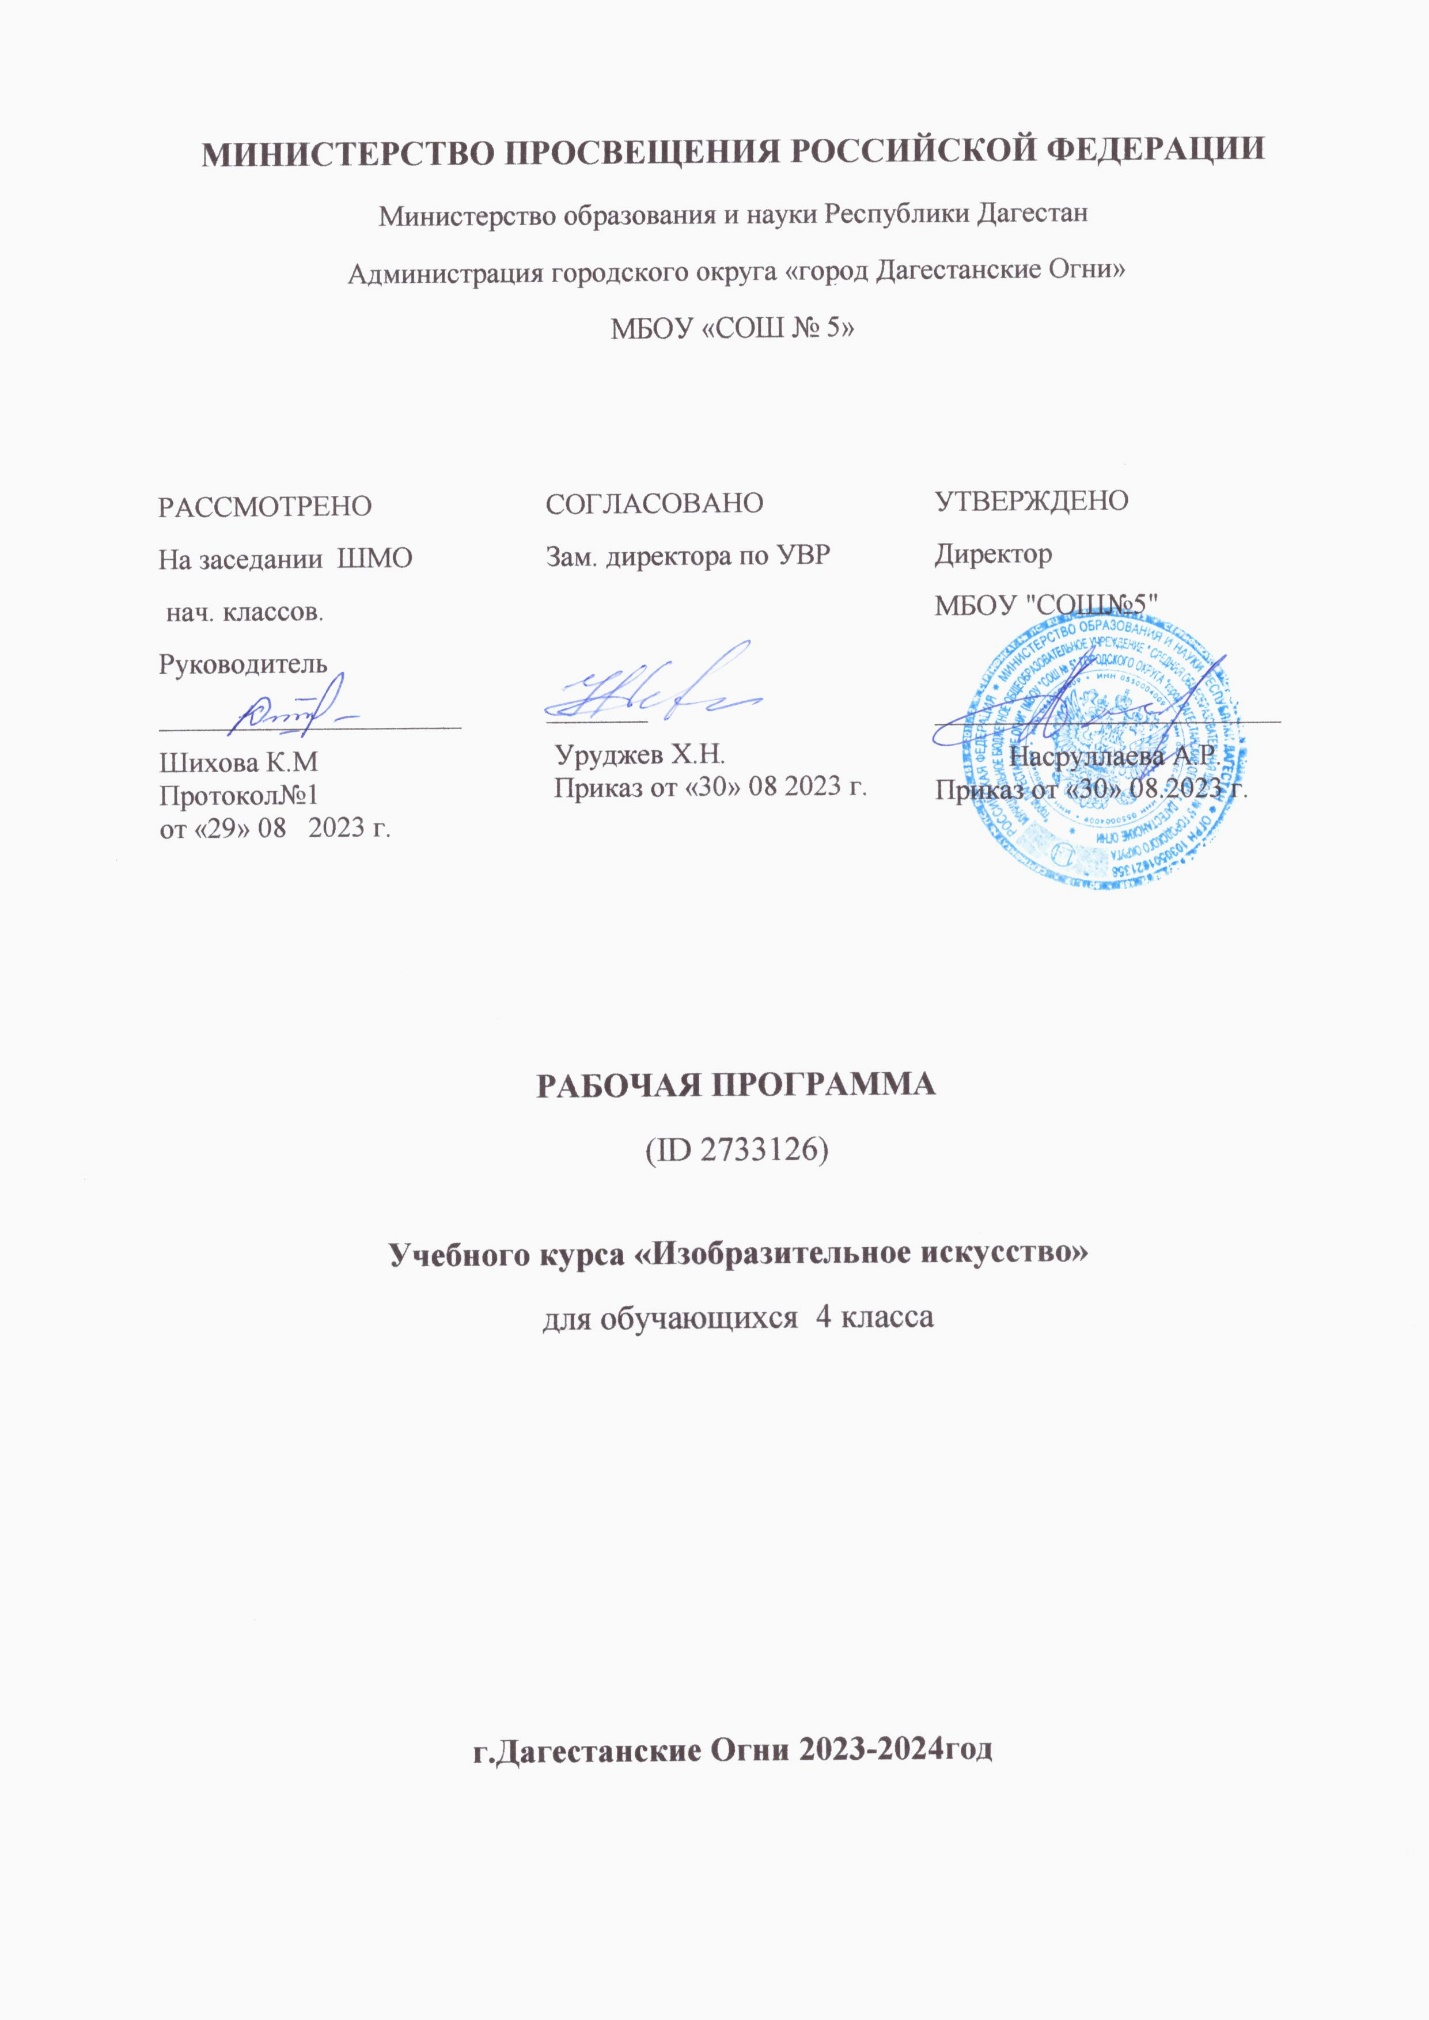 МИНИСТЕРСТВО ПРОСВЕЩЕНИЯ РОССИЙСКОЙ ФЕДЕРАЦИИ
Министерство образования и науки Республики Дагестан
Администрация городского округа «город Дагестанские Огни»
МБОУ «СОШ № 5»
РАССМОТРЕНО
На заседании ШМО
нач. классов.
Руководитель
Шихова К.М
Протокол№1
от «29» 08 2023 г.
СОГЛАСОВАНО
Зам. директора по УВР
Уруджев Х.Н.
Приказ от «30» 08 2023 г.
УТВЕРЖДЕНО
Директор
МБОУ "СОШ№5"
Насруллаева А.Р.
Приказ от «30» 08.2023 г.
РАБОЧАЯ ПРОГРАММА
(ID 2733126)
Учебного курса «Изобразительное искусство»
для обучающихся 4 класса
г.Дагестанские Огни 2023-2024год